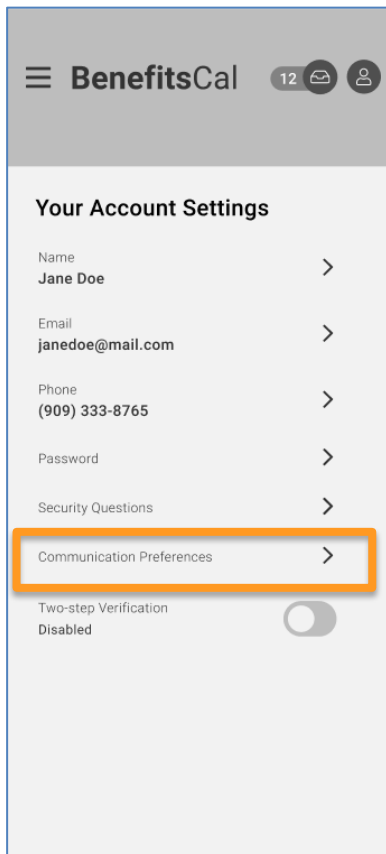 BenefitsCal 12
Your Account Settings
Name
Jane Doe
Email
janedoe@mail.com
Phone
(909) 333-8765
Password
Security Questions
Communication Preferences
Two-step Verification
Disabled